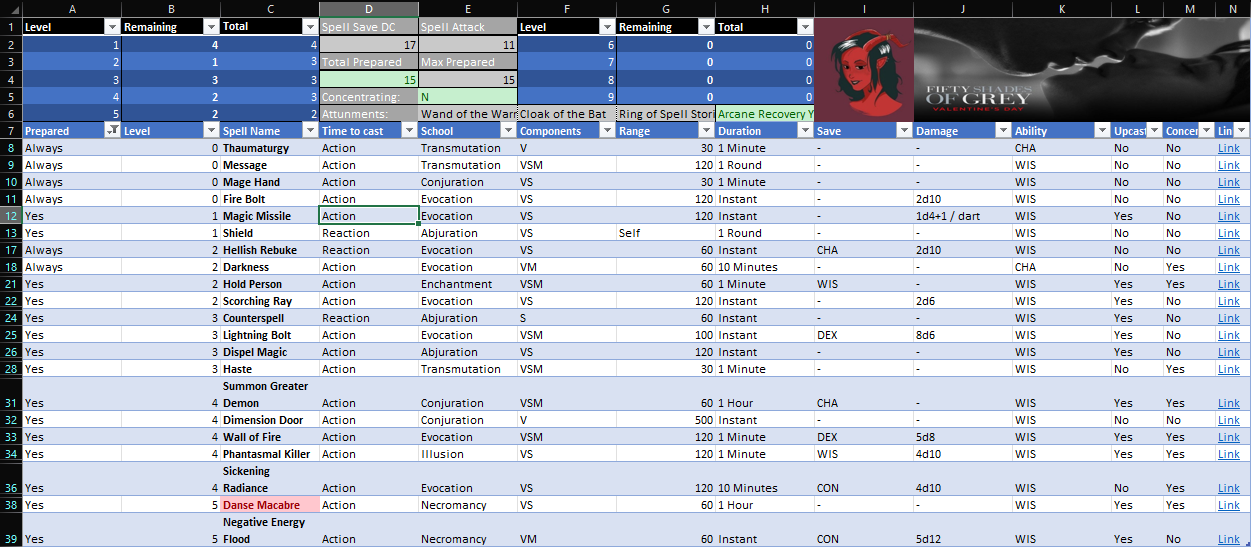 A B C D E F G H I J K L M N
1 Level Remaining Total Spell Save DC Spell Attack Level Remaining Total
2 1 4 4 17 11 6 0 0
3 2 1 3 Total Prepared Max Prepared 7 0 0
4 3 3 3 15 15 8 0 0
5 4 2 3 Concentrating: N 9 0 0
6 5 2 2 Attunments: Wand of the Warr Cloak of the Bat Ring of Spell Stori Arcane Recovery Y
FIFTY SHADES
OF GREY
VALENTINE'S DAY
7 Prepared Level Spell Name Time to cast School Components Range Duration Save Damage Ability Upcast Concer Lin
8 Always 0 Thaumaturgy Action Transmutation V 30 1 Minute - - CHA No No Link
9 Always 0 Message Action Transmutation VSM 120 1 Round - - WIS No No Link
10 Always 0 Mage Hand Action Conjuration VS 30 1 Minute - - WIS No No Link
11 Always 0 Fire Bolt Action Evocation VS 120 Instant - 2d10 WIS No No Link
12 Yes 1 Magic Missile Action Evocation VS 120 Instant - 1d4+1 / dart WIS Yes No Link
13 Yes 1 Shield Reaction Abjuration VS Self 1 Round - - WIS No No Link
17 Always 2 Hellish Rebuke Reaction Evocation VS 60 Instant CHA 2d10 WIS No No Link
18 Always 2 Darkness Action Evocation VM 60 10 Minutes - - CHA No Yes Link
21 Yes 2 Hold Person Action Enchantment VSM 60 1 Minute WIS - WIS Yes Yes Link
22 Yes 2 Scorching Ray Action Evocation VS 120 Instant - 2d6 WIS Yes No Link
24 Yes 3 Counterspell Reaction Abjuration S 60 Instant - - WIS Yes No Link
25 Yes 3 Lightning Bolt Action Evocation VSM 100 Instant DEX 8d6 WIS Yes No Link
26 Yes 3 Dispel Magic Action Abjuration VS 120 Instant - - WIS Yes No Link
28 Yes 3 Haste Action Transmutation VSM 30 1 Minute - - WIS No Yes Link
Summon Greater
31 Yes 4 Demon Action Conjuration VSM 60 1 Hour CHA - WIS Yes Yes Link
32 Yes 4 Dimension Door Action Conjuration V 500 Instant - - WIS No No Link
33 Yes 4 Wall of Fire Action Evocation VSM 120 1 Minute DEX 5d8 WIS Yes Yes Link
34 Yes 4 Phantasmal Killer Action Illusion VS 120 1 Minute WIS 4d10 WIS Yes Yes Link
Sickening
36 Yes 4 Radiance Action Evocation VS 120 10 Minutes CON 4d10 WIS No Yes Link
38 Yes 5 Danse Macabre Action Necromancy VS 60 1 Hour - - WIS Yes Yes Link
Negative Energy
39 Yes 5 Flood Action Necromancy VM 60 Instant CON 5d12 WIS Yes No Link